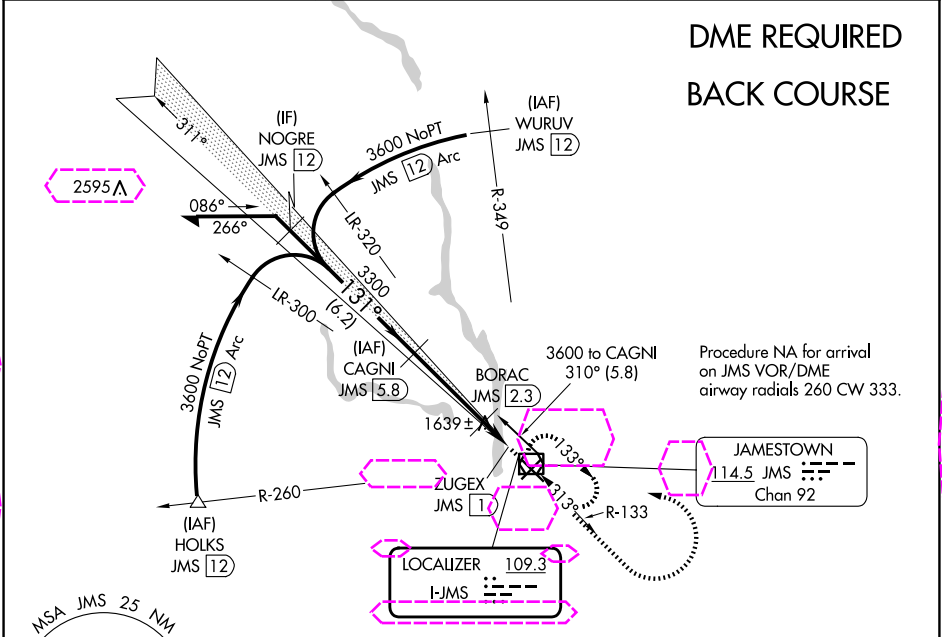 DME REQUIRED
BACK COURSE
(IF)
NOGRE
JMS 12
(IAF)
WURUV
JMS 12
311°
3600 NoPT
JMS 12 Arc
2595
086°
266°
LR-320
R-349
LR-300
3300
131°
(6.2)
3600 NoPT
JMS 12 Arc
(IAF)
CAGNI
JMS 5.8
BORAC
JMS 2.3
3600 to CAGNI
310° (5.8)
Procedure NA for arrival
on JMS VOR/DME
airway radials 260 CW 333.
1639 ±
133°
JAMESTOWN
114.5 JMS
Chan 92
R-260
ZUGEX
JMS 1
313°
R-133
(IAF)
HOLKS
JMS 12
LOCALIZER 109.3
I-JMS
MSA JMS 25 NM